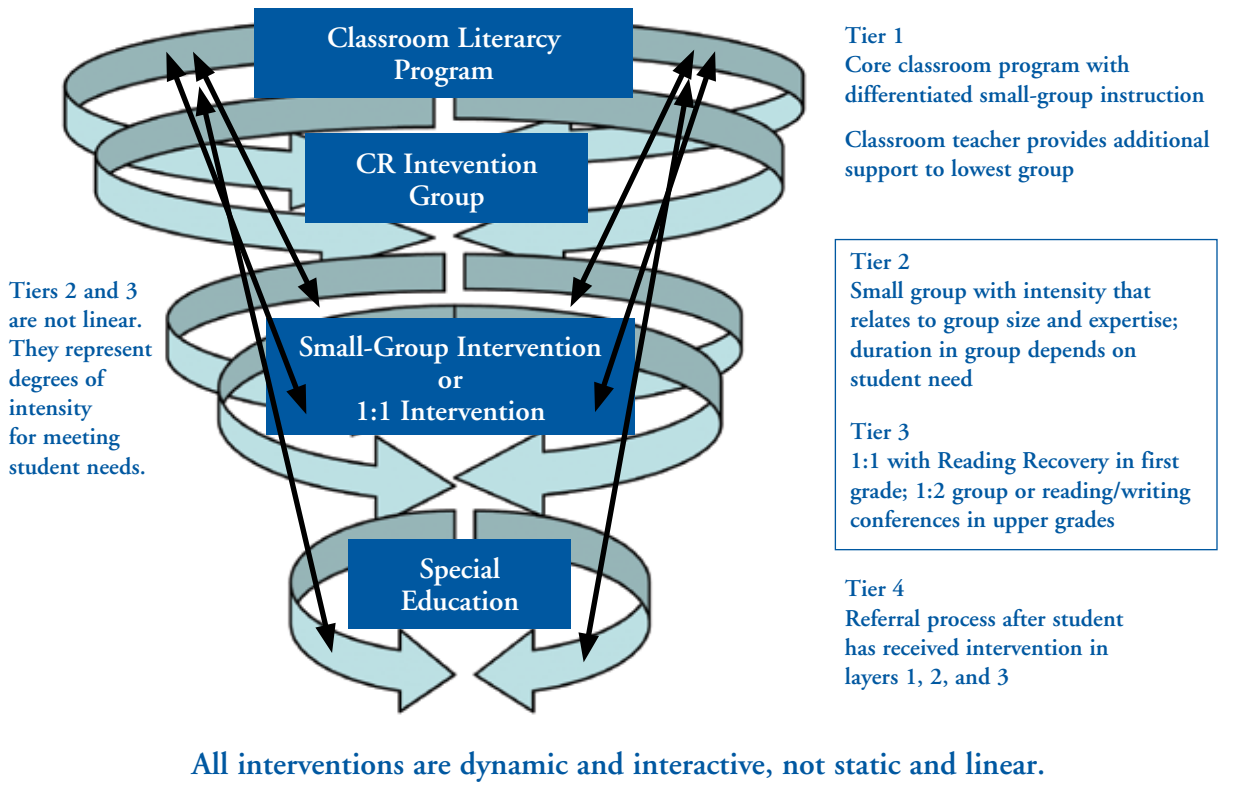 Classroom Literarcy
Program
CR Intevention
Group
Small-Group Intervention
or
1:1 Intervention
Special
Education
Tiers 2 and 3
are not linear.
They represent
degrees of
intensity
for meeting
student needs.
Tier 1
Core classroom program with
differentiated small-group instruction
Classroom teacher provides additional
support to lowest group
Tier 2
Small group with intensity that
relates to group size and expertise;
duration in group depends on
student need
Tier 3
1:1 with Reading Recovery in first
grade; 1:2 group or reading/writing
conferences in upper grades
Tier 4
Referral process after student
has received intervention in
layers 1, 2, and 3
All interventions are dynamic and interactive, not static and linear.